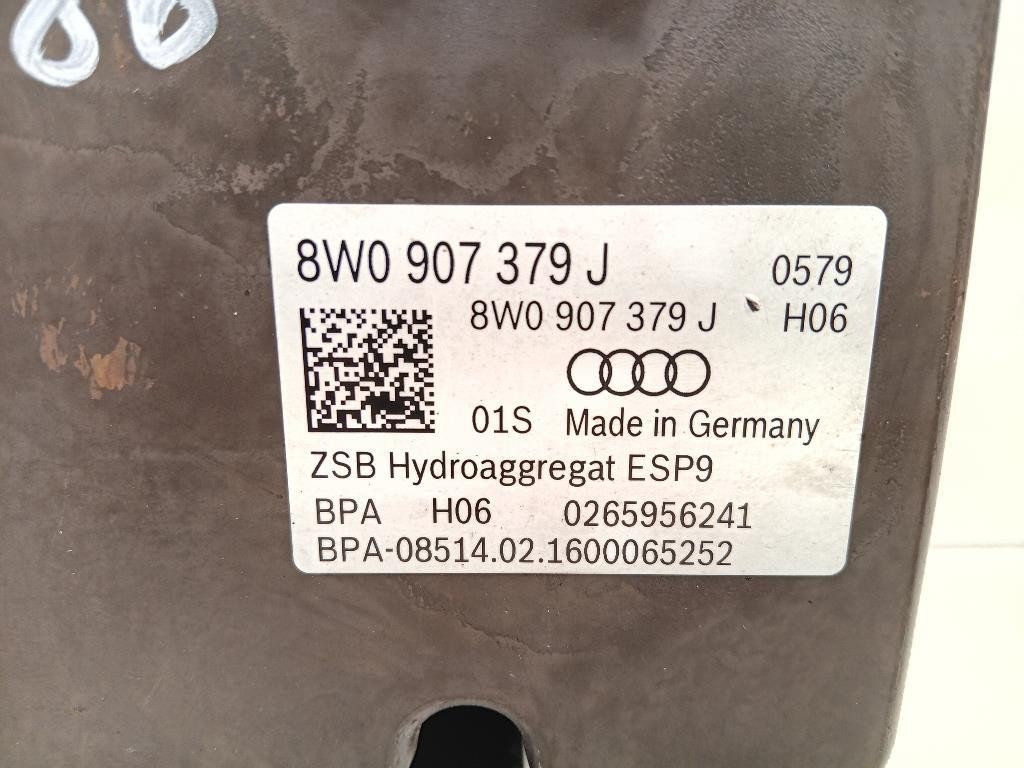 88
8W0 907 379 J 0579
8W0 907 379 J H06
01S Made in Germany
ZSB Hydroaggregat ESP9
BPA H06 0265956241
BPA-08514.02.1600065252